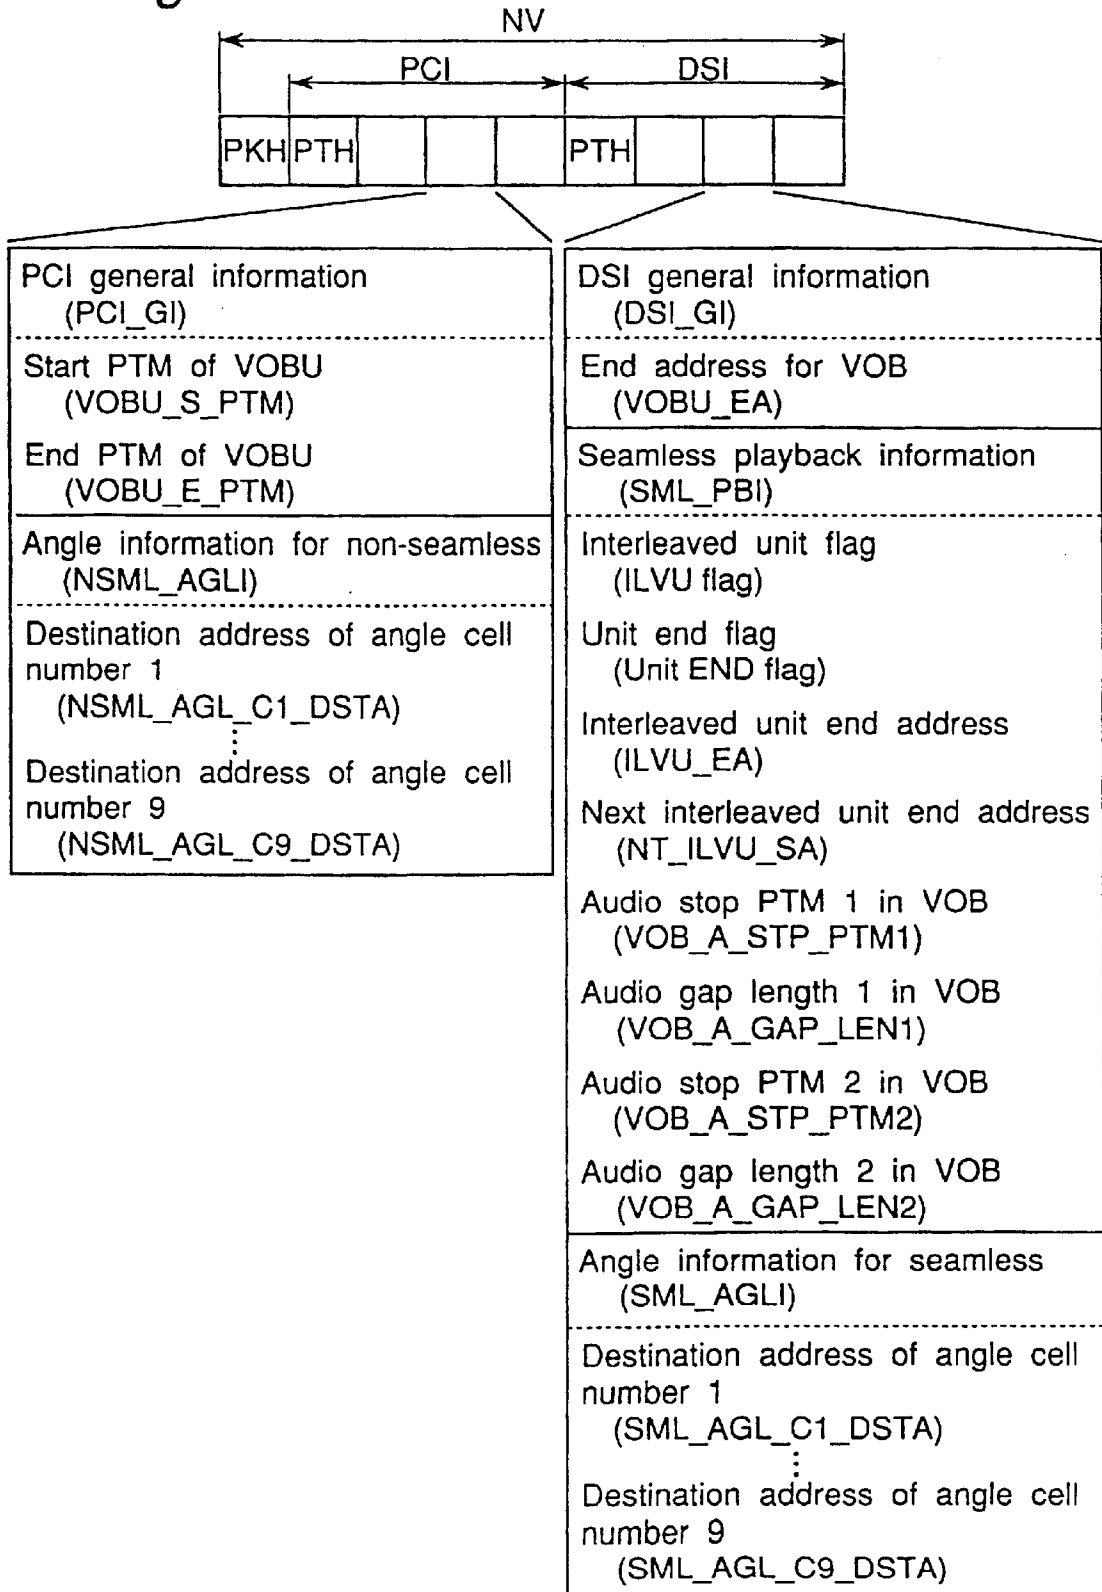 NV
PCI
DSI
PKH
PTH
PTH
PCI general information
(PCI_GI)
Start PTM of VOBU
(VOBU_S_PTM)
End PTM of VOBU
(VOBU_E_PTM)
Angle information for non-seamless
(NSML_AGLI)
Destination address of angle cell
number 1
(NSML_AGL_C1_DSTA)
Destination address of angle cell
number 9
(NSML_AGL_C9_DSTA)
DSI general information
(DSI_GI)
End address for VOB
(VOBU_EA)
Seamless playback information
(SML_PBI)
Interleaved unit flag
(ILVU flag)
Unit end flag
(Unit END flag)
Interleaved unit end address
(ILVU_EA)
Next interleaved unit end address
(NT_ILVU_SA)
Audio stop PTM 1 in VOB
(VOB_A_STP_PTM1)
Audio gap length 1 in VOB
(VOB_A_GAP_LEN1)
Audio stop PTM 2 in VOB
(VOB_A_STP_PTM2)
Audio gap length 2 in VOB
(VOB_A_GAP_LEN2)
Angle information for seamless
(SML_AGLI)
Destination address of angle cell
number 1
(SML_AGL_C1_DSTA)
Destination address of angle cell
number 9
(SML_AGL_C9_DSTA)